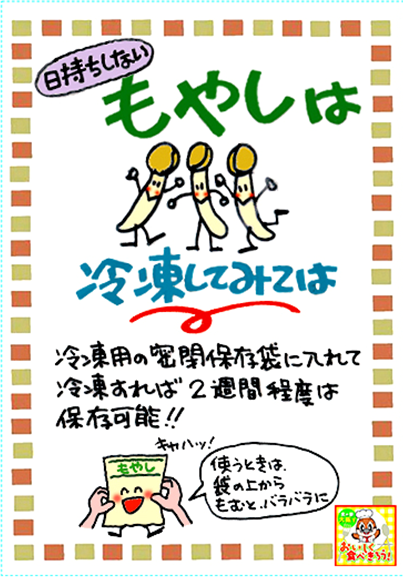 日持ちしない
もやしは
冷凍してみては
冷凍用の密閉保存袋に入れて
冷凍すれば2週間程度は
保存可能!!
キャハッ!
もやし
使うときは、
袋の上から
もむと、バラバラに
おいしく
食べきろう!